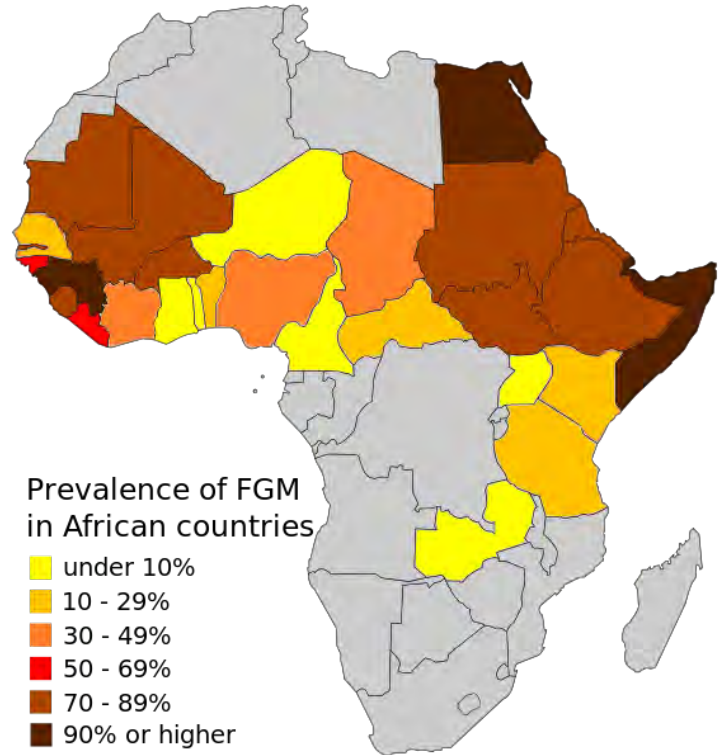 Prevalence of FGM
in African countries
under 10%
10 - 29%
30 - 49%
50 - 69%
70 - 89%
90% or higher